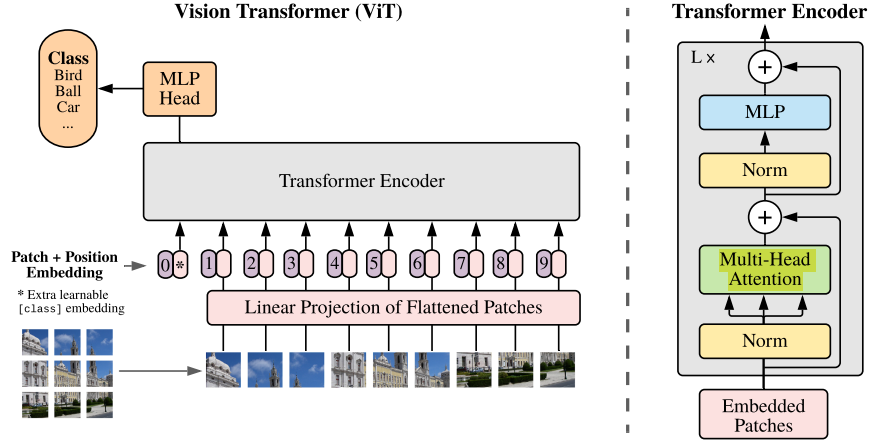 Vision Transformer (ViT)
Class
Bird
Ball
Car
...
MLP
Head
Transformer Encoder
Patch + Position
Embedding
0 * 1 2 3 4 5 6 7 8 9
* Extra learnable
[class] embedding
Linear Projection of Flattened Patches
Transformer Encoder
L x
+
MLP
Norm
+
Multi-Head
Attention
Norm
Embedded
Patches